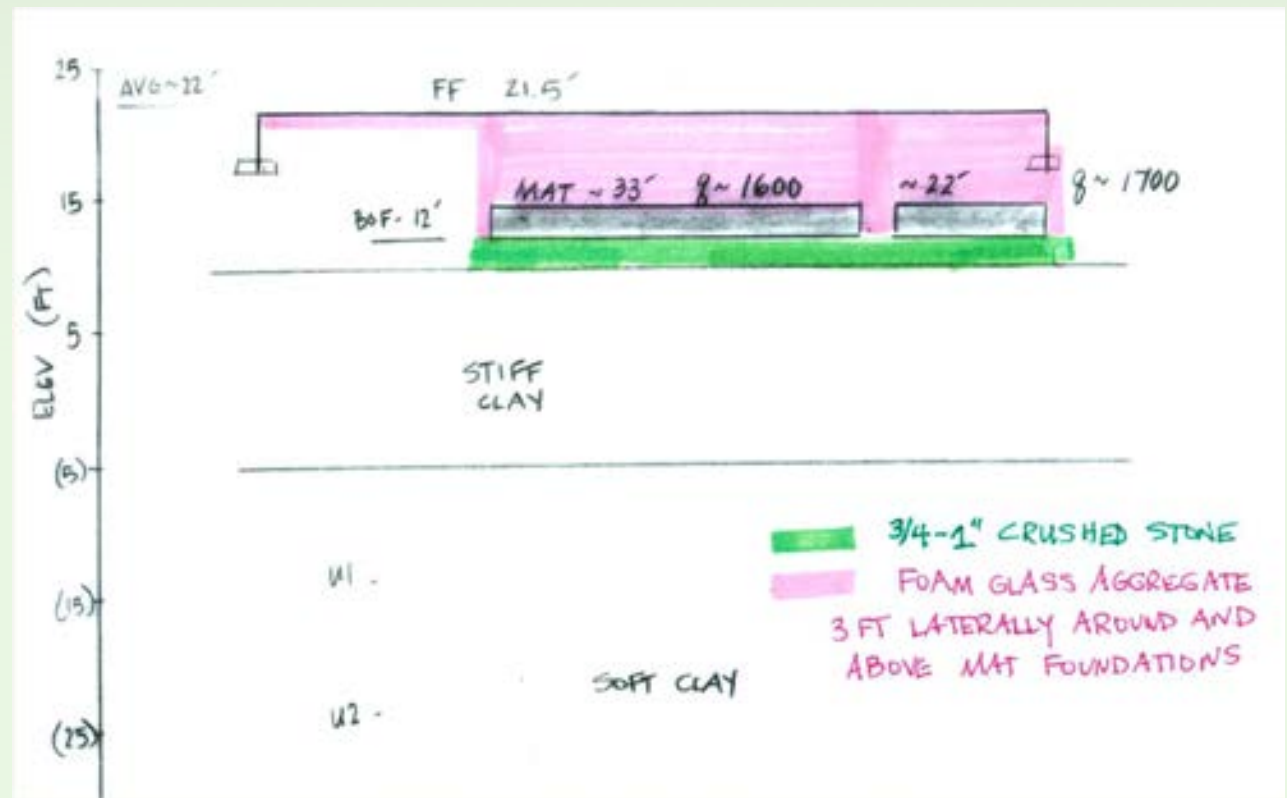 25
AVG ~ 22'
FF 21.5'
15
MAT ~ 33' q ~ 1600
~ 22'
q ~ 1700
BOF - 12'
ELEV (FT)
5
STIFF
CLAY
(5)
3/4-1" CRUSHED STONE
U1 -
FOAM GLASS AGGREGATE
(15)
3 FT LATERALLY AROUND AND
ABOVE MAT FOUNDATIONS
SOFT CLAY
U2 -
(25)